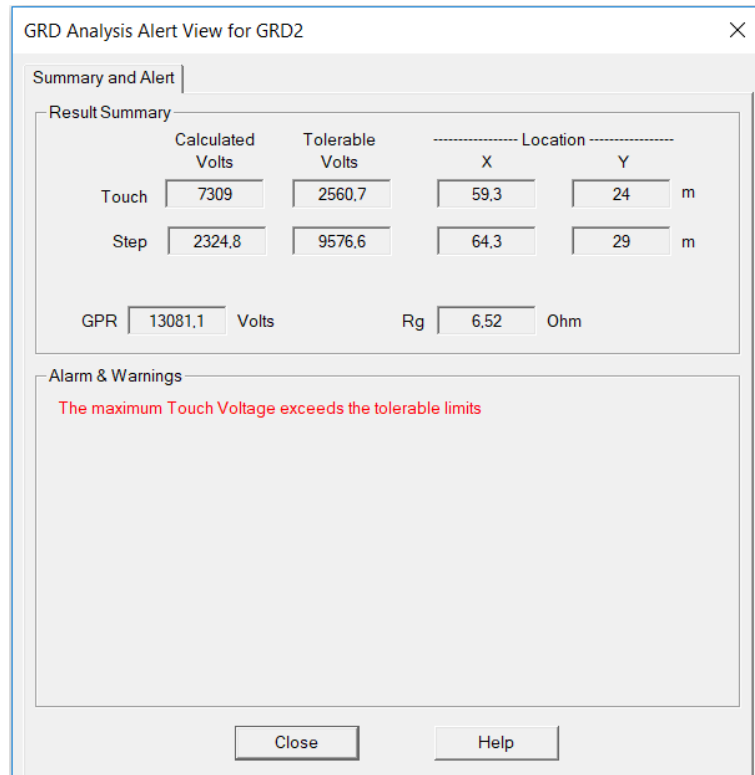 GRD Analysis Alert View for GRD2
Summary and Alert
Result Summary
Calculated Volts Tolerable Volts ----------------- Location -----------------
X Y
Touch 7309 2560,7 59,3 24 m
Step 2324,8 9576,6 64,3 29 m
GPR 13081,1 Volts Rg 6,52 Ohm
Alarm & Warnings
The maximum Touch Voltage exceeds the tolerable limits
Close Help